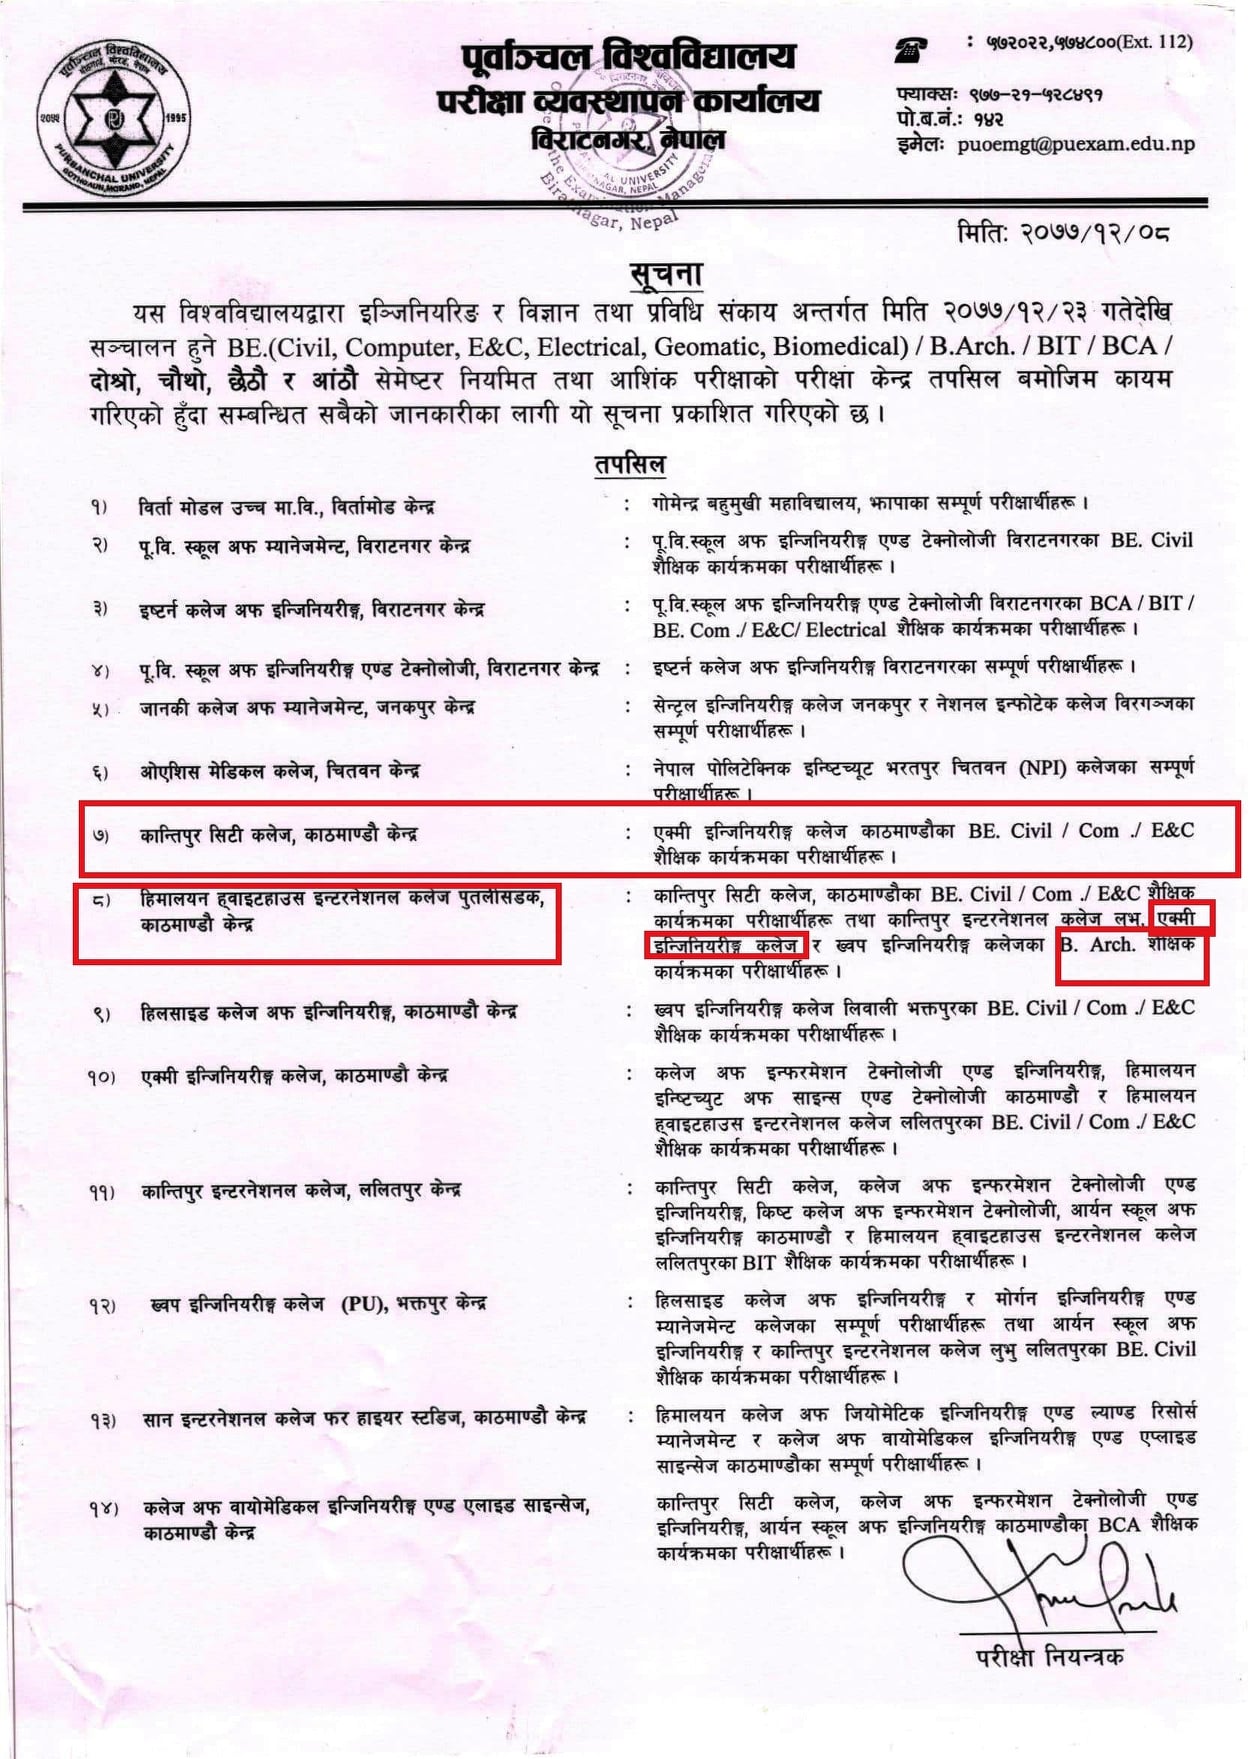 पूर्वाञ्चल विश्वविद्यालय
परीक्षा व्यवस्थापन कार्यालय
विराटनगर, नेपाल
: ५७२०२२,५७४८००(Ext. 112)
फ्याक्सः ९७७-२१-५२८४९१
पो.ब.नं.: १४२
इमेलः puoemgt@puexam.edu.np
२०५२ 1995
PURBANCHAL UNIVERSITY
GOTHGAUN, MORANG, NEPAL
Biratnagar, Nepal
मितिः २०७७/१२/०८
सूचना
यस विश्वविद्यालयद्वारा इञ्जिनियरिङ र विज्ञान तथा प्रविधि संकाय अन्तर्गत मिति २०७७/१२/२३ गतेदेखि
सञ्चालन हुने BE.(Civil, Computer, E&C, Electrical, Geomatic, Biomedical) / B.Arch. / BIT / BCA /
दोश्रो, चौथो, छैठौ र आंठौ सेमेष्टर नियमित तथा आशिंक परीक्षाको परीक्षा केन्द्र तपसिल बमोजिम कायम
गरिएको हुँदा सम्बन्धित सबैको जानकारीका लागी यो सूचना प्रकाशित गरिएको छ ।
तपसिल
१) विर्ता मोडल उच्च मा.वि., विर्तामोड केन्द्र : गोमेन्द्र बहुमुखी महाविद्यालय, झापाका सम्पूर्ण परीक्षार्थीहरू ।
२) पू.वि. स्कूल अफ म्यानेजमेन्ट, विराटनगर केन्द्र : पू.वि.स्कूल अफ इन्जिनियरीङ्ग एण्ड टेक्नोलोजी विराटनगरका BE. Civil
शैक्षिक कार्यक्रमका परीक्षार्थीहरू ।
३) इष्टर्न कलेज अफ इन्जिनियरीङ्ग, विराटनगर केन्द्र : पू.वि.स्कूल अफ इन्जिनियरीङ्ग एण्ड टेक्नोलोजी विराटनगरका BCA / BIT /
BE. Com ./ E&C/ Electrical शैक्षिक कार्यक्रमका परीक्षार्थीहरू ।
४) पू.वि. स्कूल अफ इन्जिनियरीङ्ग एण्ड टेक्नोलोजी, विराटनगर केन्द्र : इष्टर्न कलेज अफ इन्जिनियरीङ्ग विराटनगरका सम्पूर्ण परीक्षार्थीहरू ।
५) जानकी कलेज अफ म्यानेजमेन्ट, जनकपुर केन्द्र : सेन्ट्रल इन्जिनियरीङ्ग कलेज जनकपुर र नेशनल इन्फोटेक कलेज विरगञ्जका
सम्पूर्ण परीक्षार्थीहरू ।
६) ओएशिस मेडिकल कलेज, चितवन केन्द्र : नेपाल पोलिटेक्निक इन्ष्टिच्यूट भरतपुर चितवन (NPI) कलेजका सम्पूर्ण
परीक्षार्थीहरू ।
७) कान्तिपुर सिटी कलेज, काठमाण्डौ केन्द्र : एक्मी इन्जिनियरीङ्ग कलेज काठमाण्डौका BE. Civil / Com ./ E&C
शैक्षिक कार्यक्रमका परीक्षार्थीहरू ।
८) हिमालयन ह्वाइटहाउस इन्टरनेशनल कलेज पुतलीसडक, : कान्तिपुर सिटी कलेज, काठमाण्डौका BE. Civil / Com ./ E&C शैक्षिक
काठमाण्डौ केन्द्र कार्यक्रमका परीक्षार्थीहरू तथा कान्तिपुर इन्टरनेशनल कलेज लभ, एक्मी
इन्जिनियरीङ्ग कलेज र ख्वप इन्जिनियरीङ्ग कलेजका B. Arch. शैक्षिक
कार्यक्रमका परीक्षार्थीहरू ।
९) हिलसाइड कलेज अफ इन्जिनियरीङ्ग, काठमाण्डौ केन्द्र : ख्वप इन्जिनियरीङ्ग कलेज लिवाली भक्तपुरका BE. Civil / Com ./ E&C
शैक्षिक कार्यक्रमका परीक्षार्थीहरू ।
१०) एक्मी इन्जिनियरीङ्ग कलेज, काठमाण्डौ केन्द्र : कलेज अफ इन्फरमेशन टेक्नोलोजी एण्ड इन्जिनियरीङ्ग, हिमालयन
इन्ष्टिच्युट अफ साइन्स एण्ड टेक्नोलोजी काठमाण्डौ र हिमालयन
ह्वाइटहाउस इन्टरनेशनल कलेज ललितपुरका BE. Civil / Com ./ E&C
शैक्षिक कार्यक्रमका परीक्षार्थीहरू ।
११) कान्तिपुर इन्टरनेशनल कलेज, ललितपुर केन्द्र : कान्तिपुर सिटी कलेज, कलेज अफ इन्फरमेशन टेक्नोलोजी एण्ड
इन्जिनियरीङ्ग, किष्ट कलेज अफ इन्फरमेशन टेक्नोलोजी, आर्यन स्कूल अफ
इन्जिनियरीङ्ग काठमाण्डौ र हिमालयन ह्वाइटहाउस इन्टरनेशनल कलेज
ललितपुरका BIT शैक्षिक कार्यक्रमका परीक्षार्थीहरू ।
१२) ख्वप इन्जिनियरीङ्ग कलेज (PU), भक्तपुर केन्द्र : हिलसाइड कलेज अफ इन्जिनियरीङ्ग र मोर्गन इन्जिनियरीङ्ग एण्ड
म्यानेजमेन्ट कलेजका सम्पूर्ण परीक्षार्थीहरू तथा आर्यन स्कूल अफ
इन्जिनियरीङ्ग र कान्तिपुर इन्टरनेशनल कलेज लुभु ललितपुरका BE. Civil
शैक्षिक कार्यक्रमका परीक्षार्थीहरू ।
१३) सान इन्टरनेशनल कलेज फर हाइयर स्टडिज, काठमाण्डौ केन्द्र : हिमालयन कलेज अफ जियोमेटिक इन्जिनियरीङ्ग एण्ड ल्याण्ड रिसोर्स
म्यानेजमेन्ट र कलेज अफ वायोमेडिकल इन्जिनियरीङ्ग एण्ड एप्लाइड
साइन्सेज काठमाण्डौका सम्पूर्ण परीक्षार्थीहरू ।
१४) कलेज अफ वायोमेडिकल इन्जिनियरीङ्ग एण्ड एलाइड साइन्सेज, कान्तिपुर सिटी कलेज, कलेज अफ इन्फरमेशन टेक्नोलोजी एण्ड
काठमाण्डौ केन्द्र इन्जिनियरीङ्ग, आर्यन स्कूल अफ इन्जिनियरीङ्ग काठमाण्डौका BCA शैक्षिक
कार्यक्रमका परीक्षार्थीहरू ।
परीक्षा नियन्त्रक